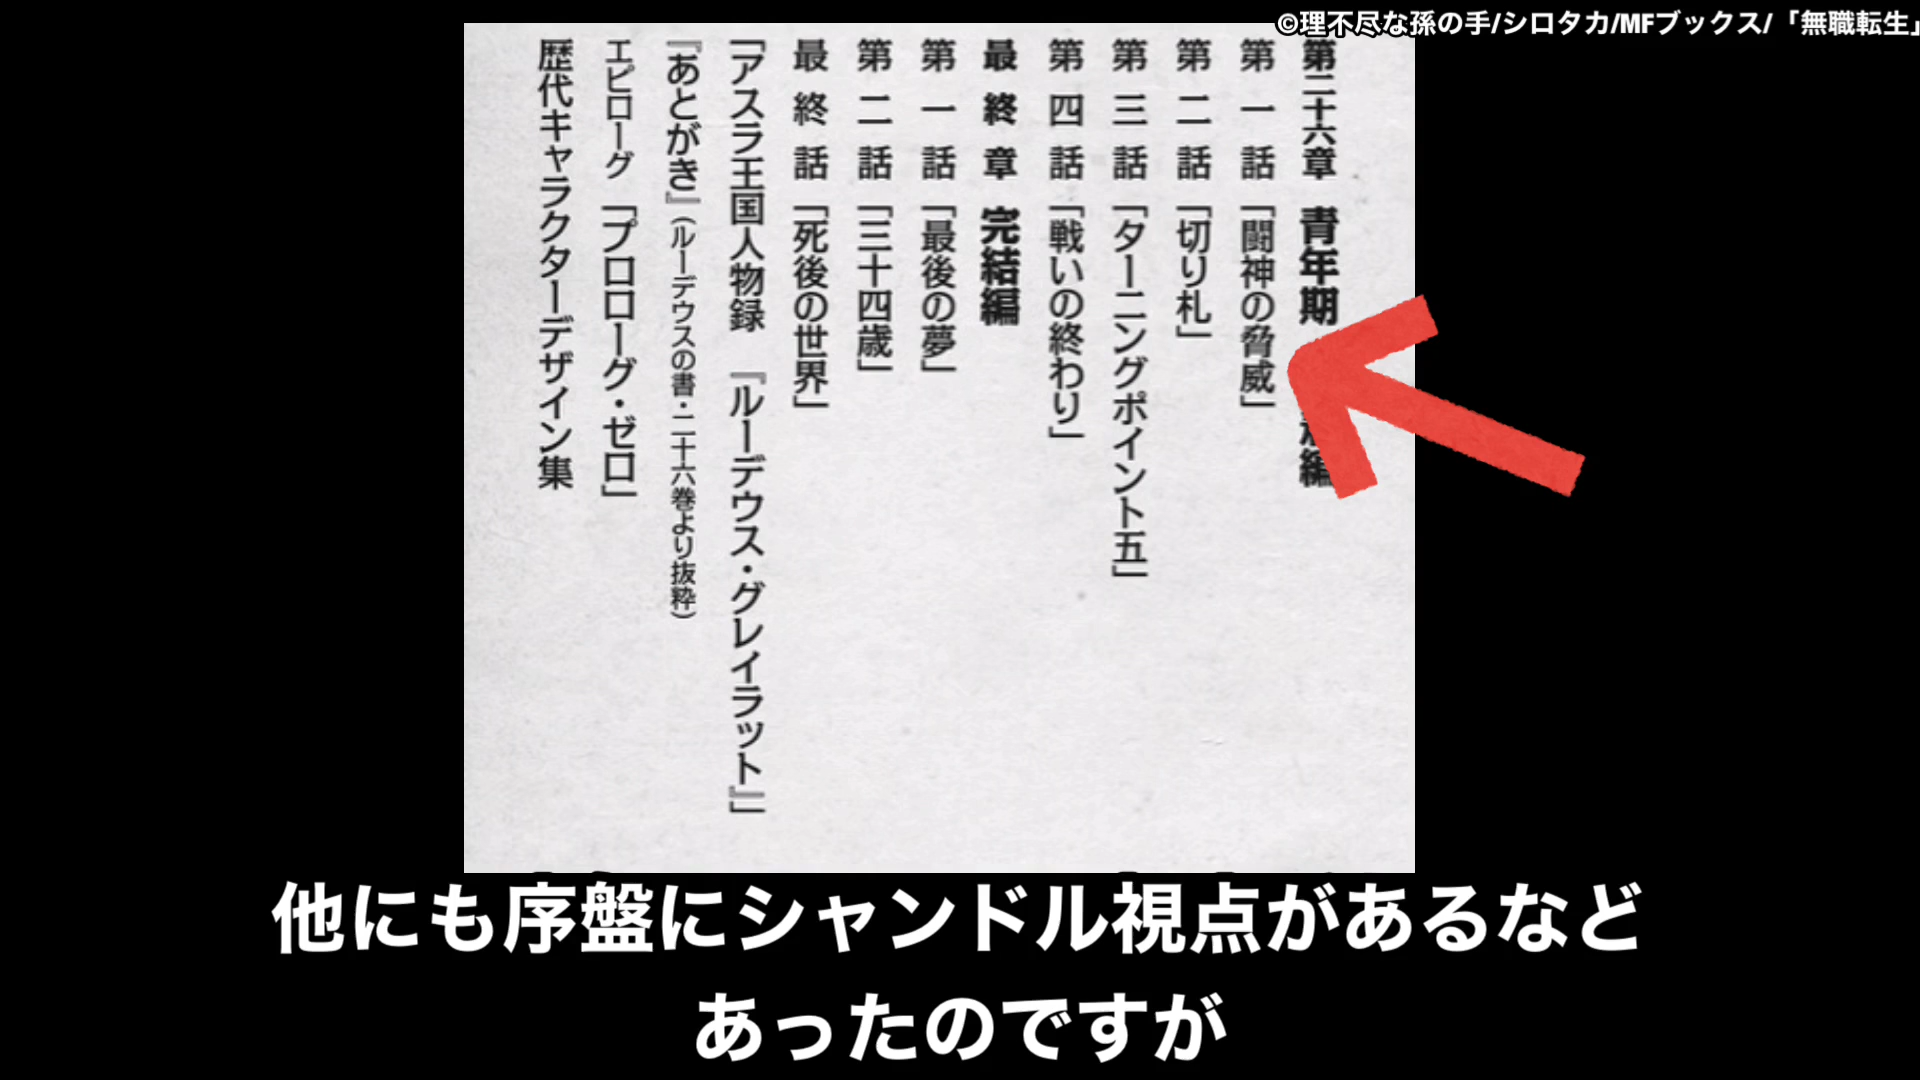 ©理不尽な孫の手/シロタカ/MFブックス/「無職転生」
第二十六章 青年期 編
第一話「闘神の脅威」
第二話「切り札」
第三話「ターニングポイント五」
第四話「戦いの終わり」
最終章 完結編
第一話「最後の夢」
第二話「三十四歳」
最終話「死後の世界」
「アスラ王国人物録 『ルーデウス・グレイラット』」
『あとがき』（ルーデウスの書・二十六巻より抜粋）
エピローグ「プロローグ・ゼロ」
歴代キャラクターデザイン集
他にも序盤にシャンドル視点があるなど
あったのですが